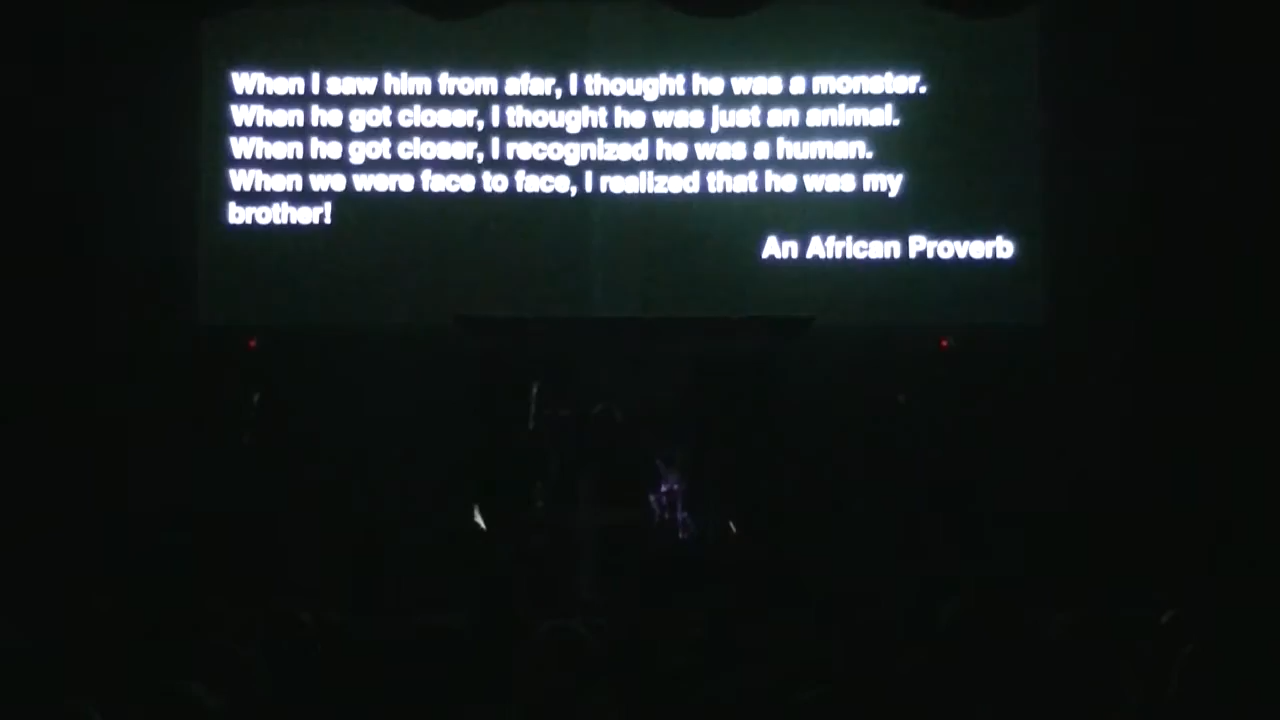 When I saw him from afar, I thought he was a monster.
When he got closer, I thought he was just an animal.
When he got closer, I recognized he was a human.
When we were face to face, I realized that he was my
brother!
An African Proverb